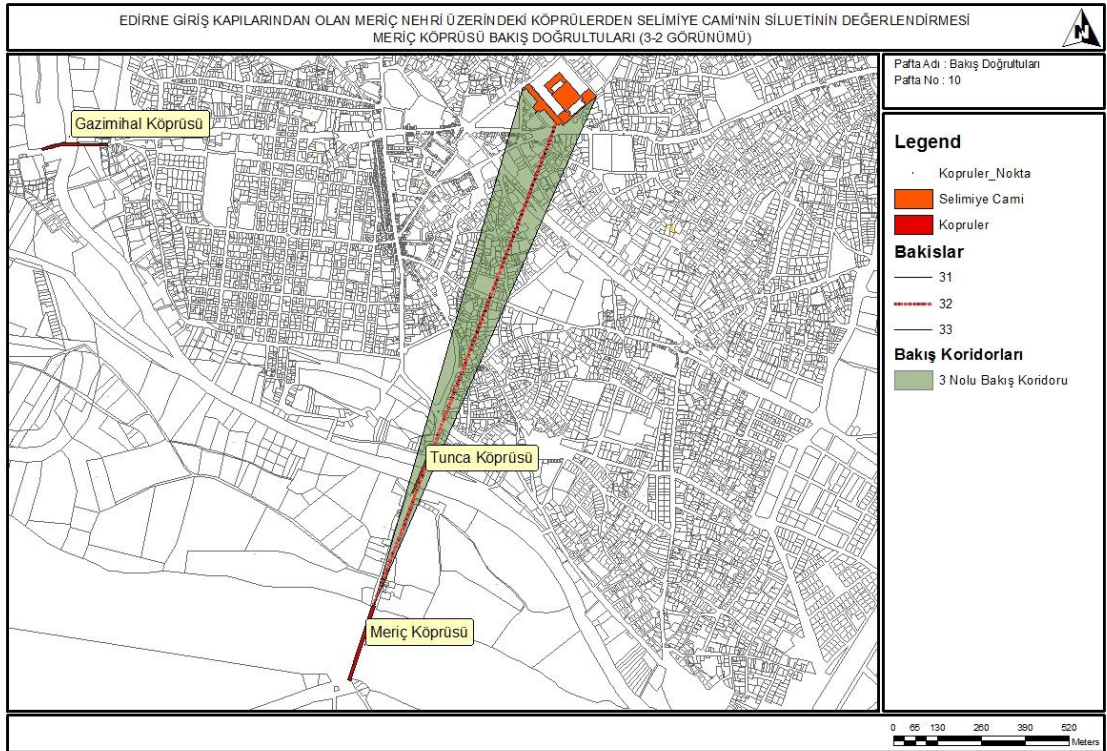 EDİRNE GİRİŞ KAPILARINDAN OLAN MERİÇ NEHRİ ÜZERİNDEKİ KÖPRÜLERDEN SELİMİYE CAMİ'NİN SİLUETİNİN DEĞERLENDİRMESİ
MERİÇ KÖPRÜSÜ BAKIŞ DOĞRULTULARI (3-2 GÖRÜNÜMÜ)
N
Pafta Adı : Bakış Doğrultuları
Pafta No : 10
Gazimihal Köprüsü
Tunca Köprüsü
Meriç Köprüsü
Legend
Kopruler_Nokta
Selimiye Cami
Kopruler
Bakislar
31
32
33
Bakış Koridorları
3 Nolu Bakış Koridoru
0 65 130 260 390 520
Meters